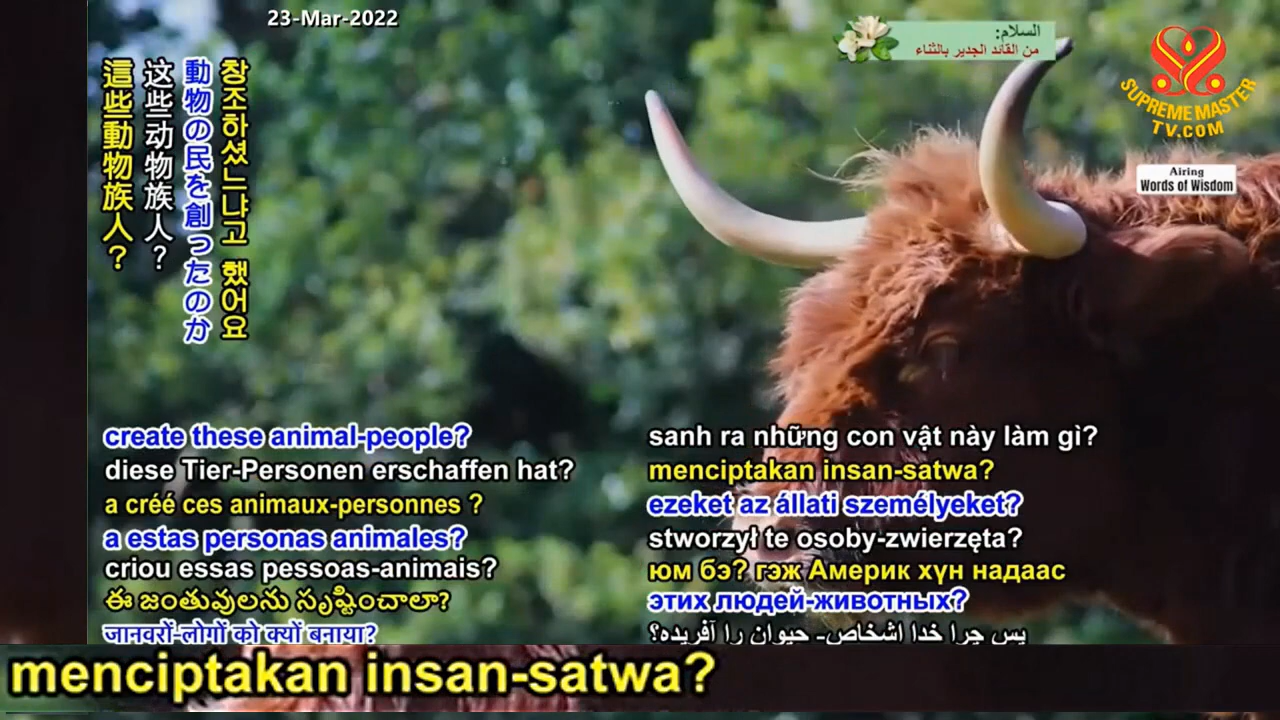 23-Mar-2022
السلام:
من القائد الجدير بالثناء
SUPREME MASTER
TV.COM
Airing
Words of Wisdom
창조하셨느냐고 했어요
動物の民を創ったのか
这些动物族人？
這些動物族人？
create these animal-people?
diese Tier-Personen erschaffen hat?
a créé ces animaux-personnes ?
a estas personas animales?
criou essas pessoas-animais?
ఈ జంతువులను సృష్టించాలా?
जानवरों-लोगों को क्यों बनाया?
sanh ra những con vật này làm gì?
menciptakan insan-satwa?
ezeket az állati személyeket?
stworzył te osoby-zwierzęta?
юм бэ? гэж Америк хүн надаас
этих людей-животных?
پس چرا خدا اشخاص- حیوان را آفریده؟
menciptakan insan-satwa?